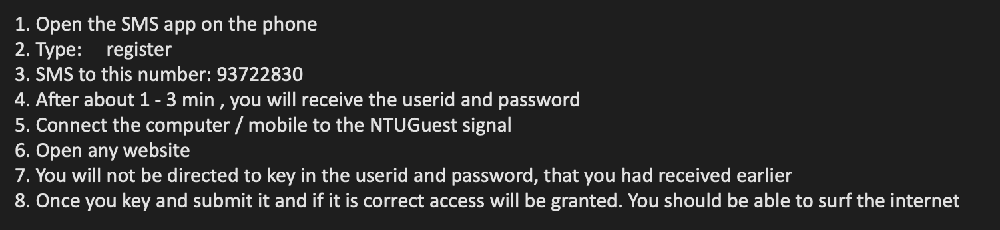 1. Open the SMS app on the phone
2. Type:    register
3. SMS to this number: 93722830
4. After about 1 - 3 min , you will receive the userid and password
5. Connect the computer / mobile to the NTUGuest signal
6. Open any website
7. You will not be directed to key in the userid and password, that you had received earlier
8. Once you key and submit it and if it is correct access will be granted. You should be able to surf the internet